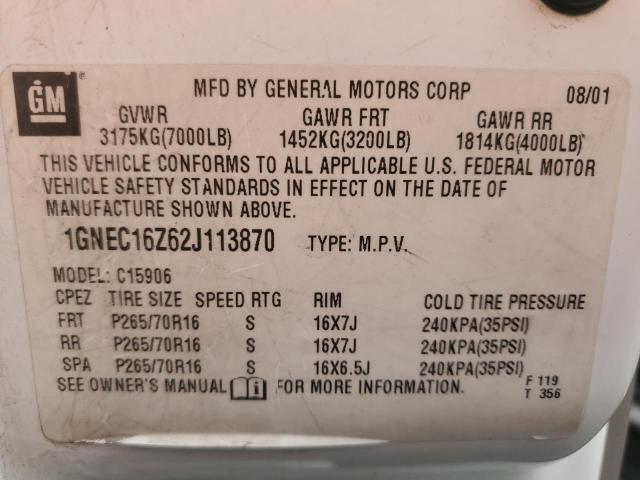 GM ®
MFD BY GENERAL MOTORS CORP 08/01
GVWR GAWR FRT GAWR RR
3175KG(7000LB) 1452KG(3200LB) 1814KG(4000LB)
THIS VEHICLE CONFORMS TO ALL APPLICABLE U.S. FEDERAL MOTOR
VEHICLE SAFETY STANDARDS IN EFFECT ON THE DATE OF
MANUFACTURE SHOWN ABOVE.
1GNEC16Z62J113870 TYPE: M.P.V.
MODEL: C15906
CPEZ TIRE SIZE SPEED RTG RIM COLD TIRE PRESSURE
FRT P265/70R16 S 16X7J 240KPA(35PSI)
RR P265/70R16 S 16X7J 240KPA(35PSI)
SPA P265/70R16 S 16X6.5J 240KPA(35PSI)
SEE OWNER'S MANUAL FOR MORE INFORMATION. F 119
T 356